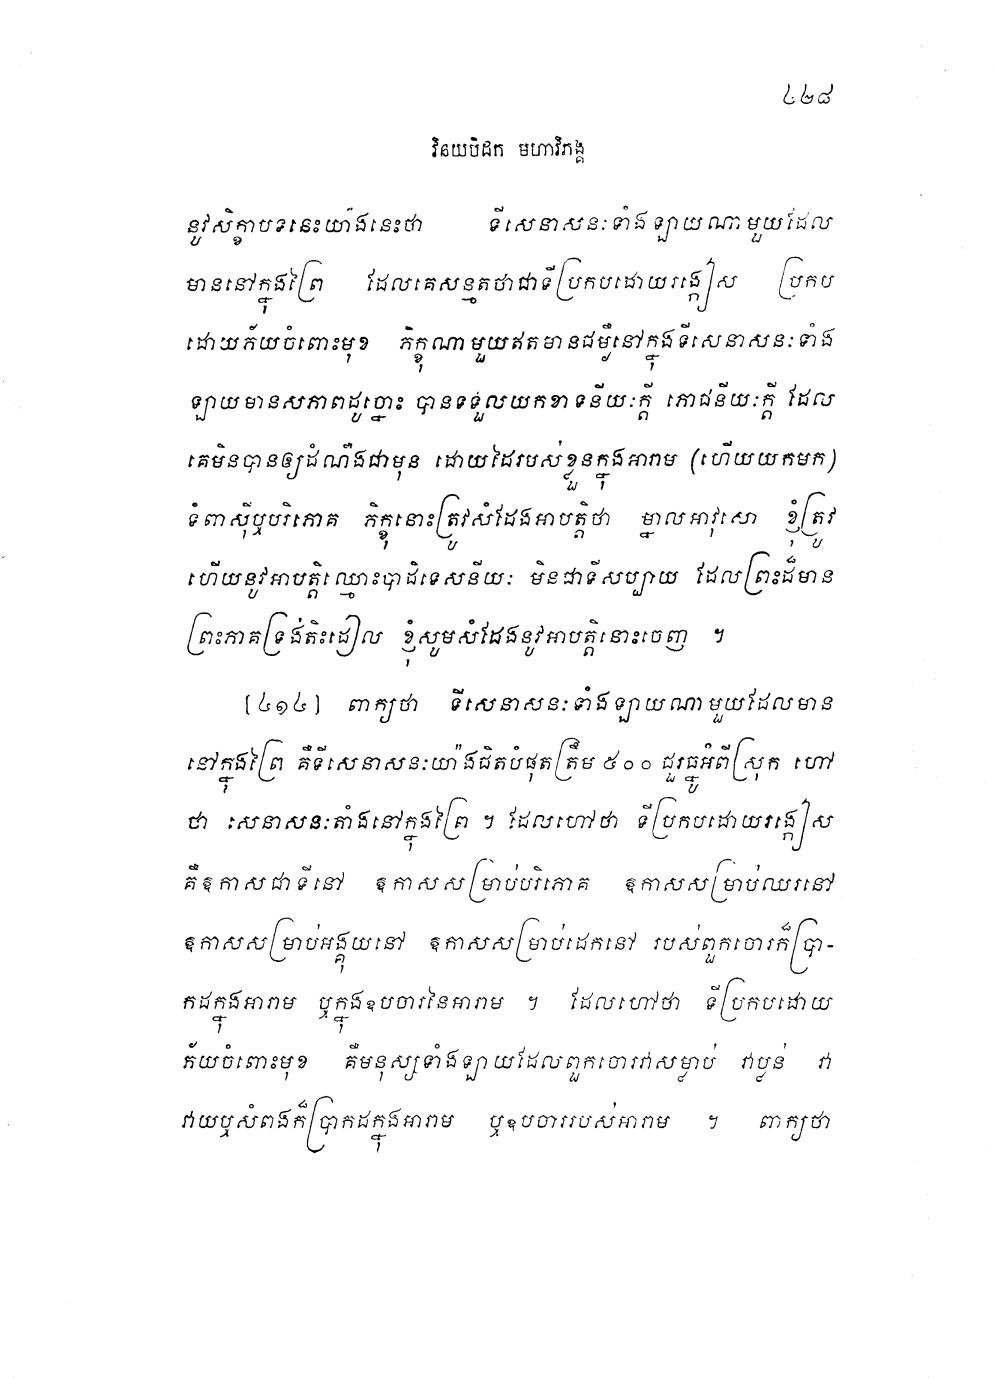 ៤២៨
វិនយបិដក មហាវិភង្គ
នូវសិក្ខាបទនេះយ៉ាងនេះថា ទីសេនាសនៈទាំងឡាយណាមួយដែល
មាននៅក្នុងព្រៃ ដែលគេសន្មតថាជាទីប្រកបដោយរង្កៀស ប្រកប
ដោយភ័យចំពោះមុខ ភិក្ខុណាមួយឥតមានជម្ងឺនៅក្នុងទីសេនាសនៈទាំង
ឡាយមានសភាពដូច្នោះ បានទទួលយកខាទនីយៈក្តី ភោជនីយៈក្តី ដែល
គេមិនបានឲ្យដំណឹងជាមុន ដោយដៃរបស់ខ្លួនក្នុងអារាម (ហើយយកមក)
ទំពាស៊ីឬបរិភោគ ភិក្ខុនោះត្រូវសំដែងអាបត្តិថា ម្នាលអាវុសោ ខ្ញុំត្រូវ
ហើយនូវអាបត្តិឈ្មោះបាដិទេសនីយៈ មិនជាទីសប្បាយ ដែលព្រះដ៏មាន
ព្រះភាគទ្រង់តិះដៀល ខ្ញុំសូមសំដែងនូវអាបត្តិនោះចេញ ។
[៤១៤] ពាក្យថា ទីសេនាសនៈទាំងឡាយណាមួយដែលមាន
នៅក្នុងព្រៃ គឺទីសេនាសនៈយ៉ាងជិតបំផុតត្រឹម ៥០០ ជួរធ្នូអំពីស្រុក ហៅ
ថា សេនាសនៈតាំងនៅក្នុងព្រៃ ។ ដែលហៅថា ទីប្រកបដោយរង្កៀស
គឺឱកាសជាទីនៅ ឱកាសសម្រាប់បរិភោគ ឱកាសសម្រាប់ឈរនៅ
ឱកាសសម្រាប់អង្គុយនៅ ឱកាសសម្រាប់ដេកនៅ របស់ពួកចោរក៏ប្រា-
កដក្នុងអារាម ឬក្នុងឧបចារនៃអារាម ។ ដែលហៅថា ទីប្រកបដោយ
ភ័យចំពោះមុខ គឺមនុស្សទាំងឡាយដែលពួកចោរវាសម្លាប់ វាប្លន់ វា
វាយឬសំពងក៏ប្រាកដក្នុងអារាម ឬឧបចាររបស់អារាម ។ ពាក្យថា